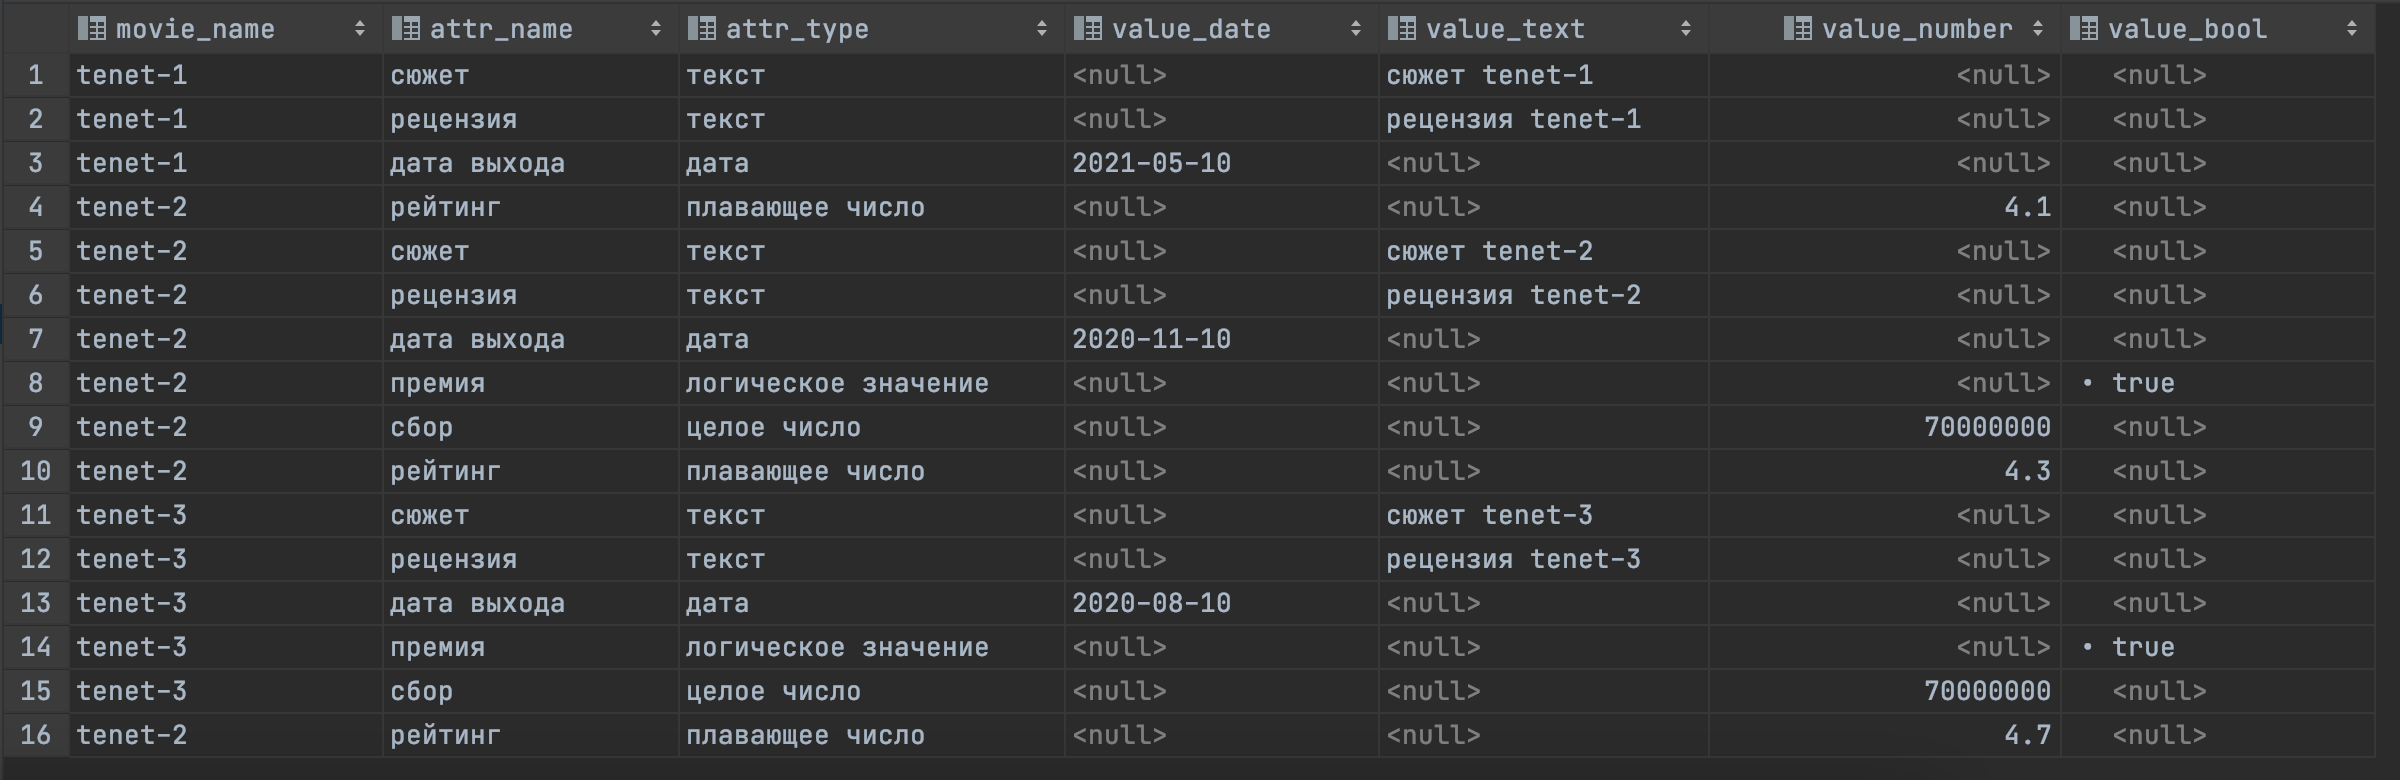 movie_name attr_name attr_type value_date value_text value_number value_bool
1 tenet-1 сюжет текст <null> сюжет tenet-1 <null> <null>
2 tenet-1 рецензия текст <null> рецензия tenet-1 <null> <null>
3 tenet-1 дата выхода дата 2021-05-10 <null> <null> <null>
4 tenet-2 рейтинг плавающее число <null> <null> 4.1 <null>
5 tenet-2 сюжет текст <null> сюжет tenet-2 <null> <null>
6 tenet-2 рецензия текст <null> рецензия tenet-2 <null> <null>
7 tenet-2 дата выхода дата 2020-11-10 <null> <null> <null>
8 tenet-2 премия логическое значение <null> <null> <null> • true
9 tenet-2 сбор целое число <null> <null> 70000000 <null>
10 tenet-2 рейтинг плавающее число <null> <null> 4.3 <null>
11 tenet-3 сюжет текст <null> сюжет tenet-3 <null> <null>
12 tenet-3 рецензия текст <null> рецензия tenet-3 <null> <null>
13 tenet-3 дата выхода дата 2020-08-10 <null> <null> <null>
14 tenet-3 премия логическое значение <null> <null> <null> • true
15 tenet-3 сбор целое число <null> <null> 70000000 <null>
16 tenet-2 рейтинг плавающее число <null> <null> 4.7 <null>